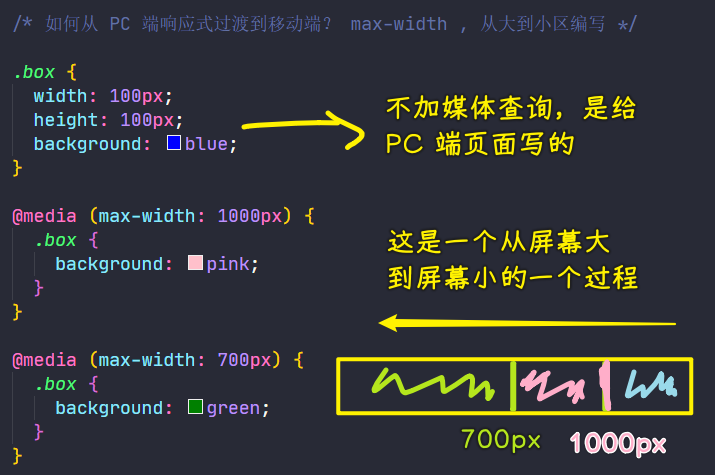 /* 如何从 PC 端响应式过渡到移动端? max-width , 从大到小区编写 */
.box {
width: 100px;
height: 100px;
background: blue;
}
不加媒体查询，是给
PC 端页面写的
@media (max-width: 1000px) {
.box {
background: pink;
}
}
这是一个从屏幕大
到屏幕小的一个过程
@media (max-width: 700px) {
.box {
background: green;
}
}
700px
1000px